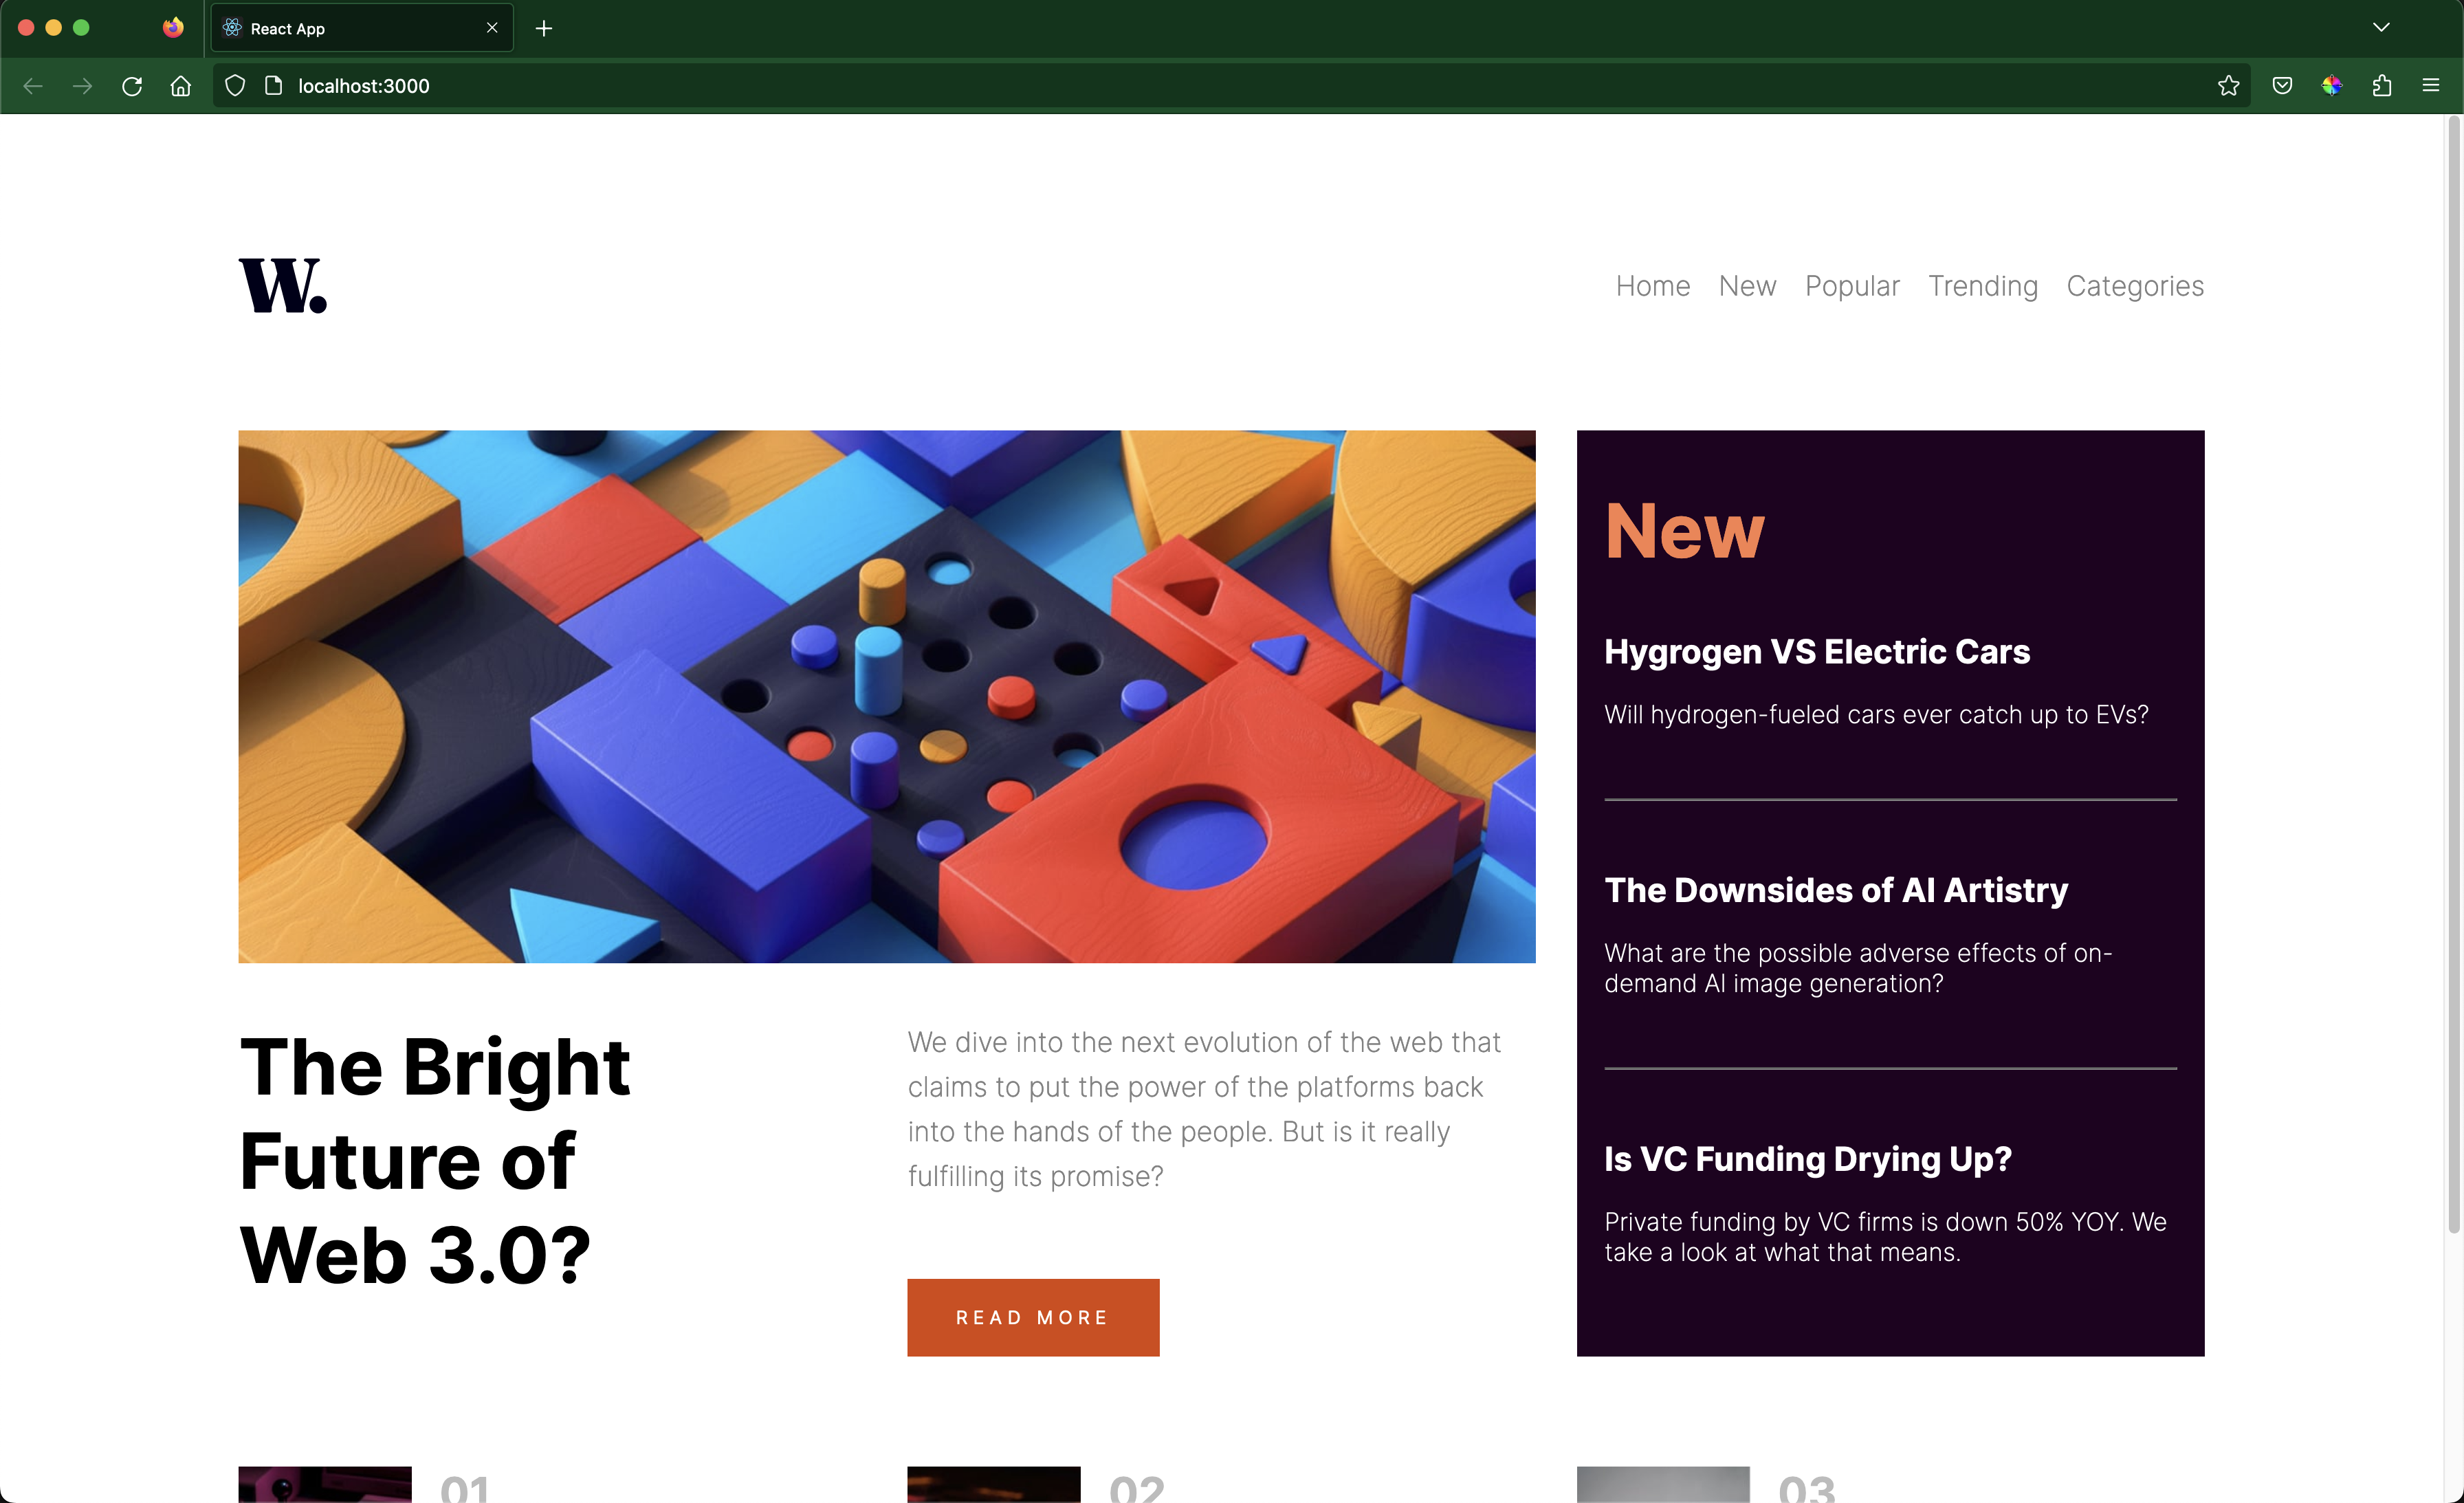 React App
localhost:3000
W.
Home New Popular Trending Categories
New
Hygrogen VS Electric Cars
Will hydrogen-fueled cars ever catch up to EVs?
The Downsides of AI Artistry
What are the possible adverse effects of on-
demand AI image generation?
Is VC Funding Drying Up?
Private funding by VC firms is down 50% YOY. We
take a look at what that means.
The Bright
Future of
Web 3.0?
We dive into the next evolution of the web that
claims to put the power of the platforms back
into the hands of the people. But is it really
fulfilling its promise?
READ MORE
01
02
03